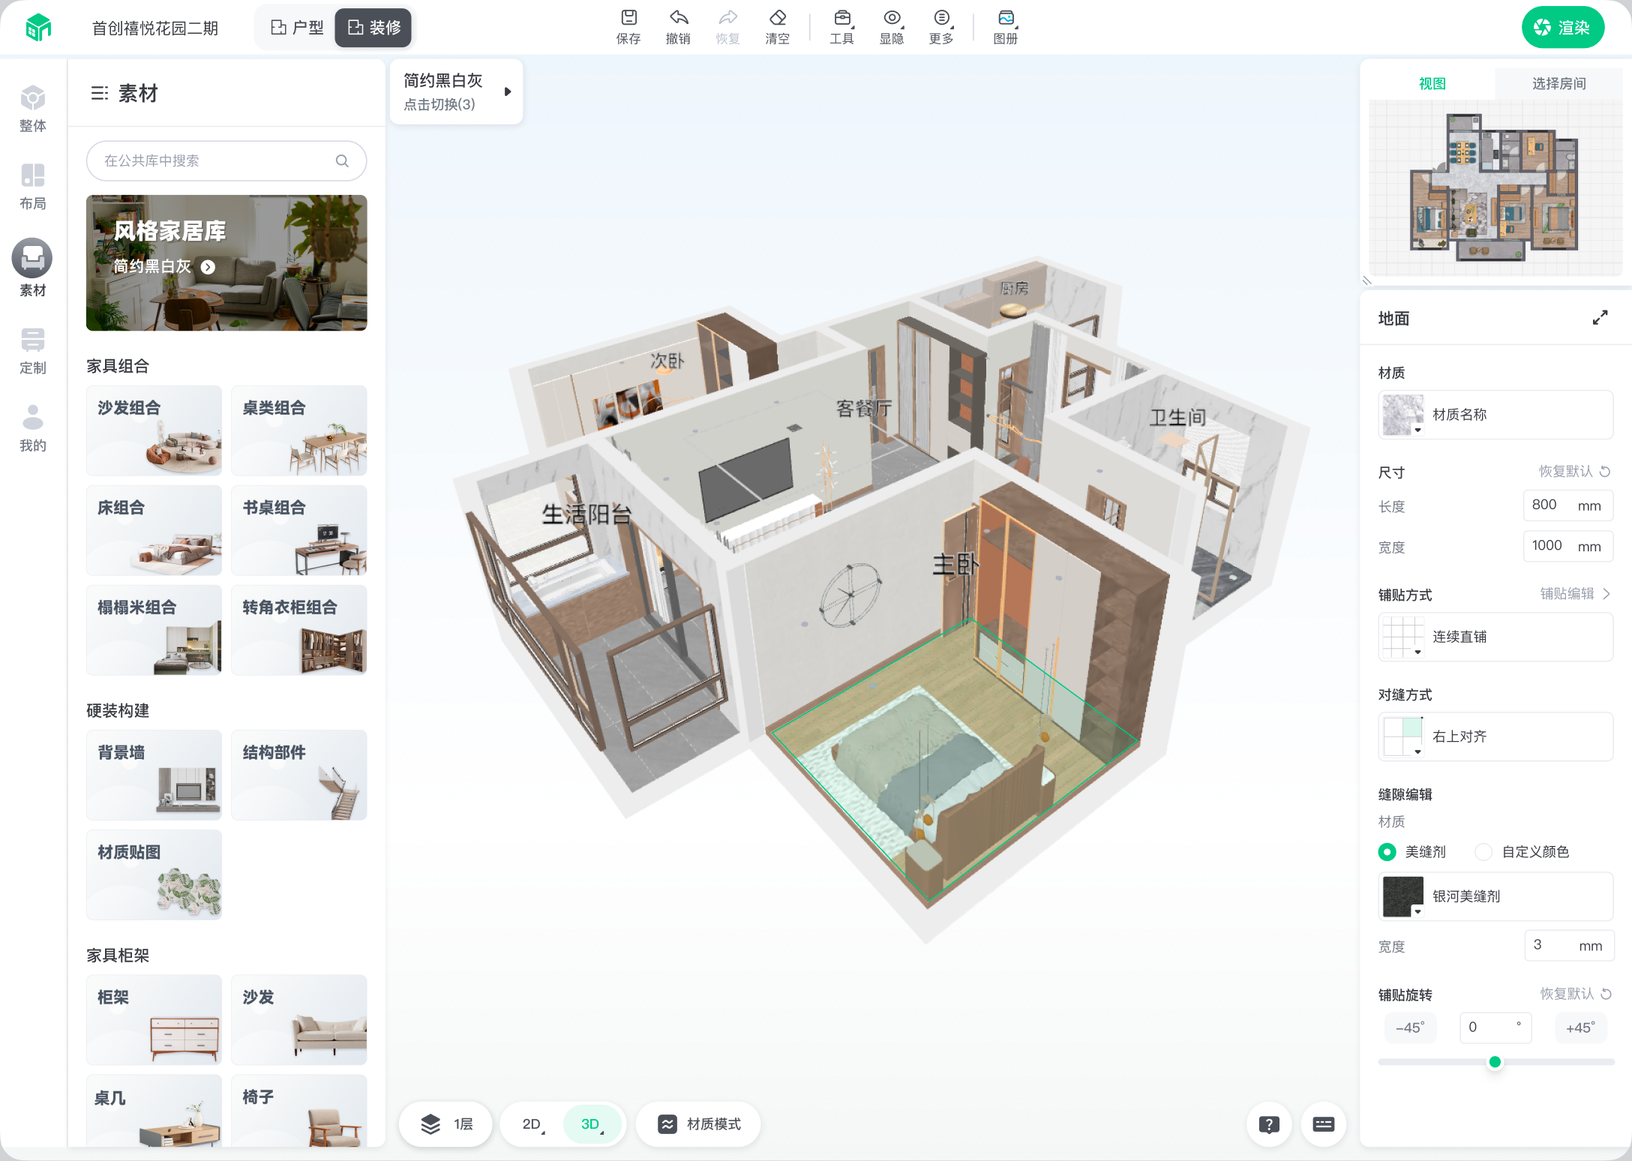 首创禧悦花园二期
户型
装修
保存
撤销
恢复
清空
工具
显隐
更多
图册
渲染
整体
布局
素材
定制
我的
素材
在公共库中搜索
风格家居库
简约黑白灰
家具组合
沙发组合
桌类组合
床组合
书桌组合
榻榻米组合
转角衣柜组合
硬装构建
背景墙
结构部件
材质贴图
家具柜架
柜架
沙发
桌几
椅子
简约黑白灰
点击切换(3)
厨房
次卧
客餐厅
卫生间
生活阳台
主卧
1层
2D
3D
材质模式
视图
选择房间
地面
材质
材质名称
尺寸
恢复默认
长度
800 mm
宽度
1000 mm
铺贴方式
铺贴编辑
连续直铺
对缝方式
右上对齐
缝隙编辑
材质
美缝剂
自定义颜色
银河美缝剂
宽度
3 mm
铺贴旋转
恢复默认
−45°
0 °
+45°